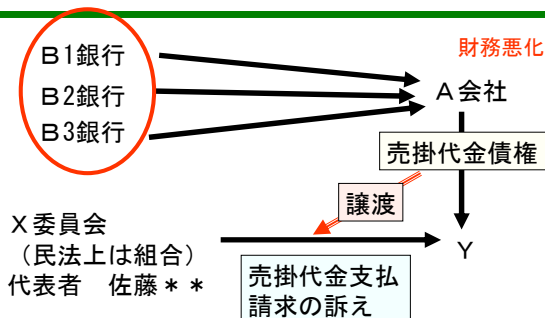 B1銀行
B2銀行
B3銀行
財務悪化
A会社
売掛代金債権
譲渡
X委員会
(民法上は組合)
代表者 佐藤**
Y
売掛代金支払
請求の訴え